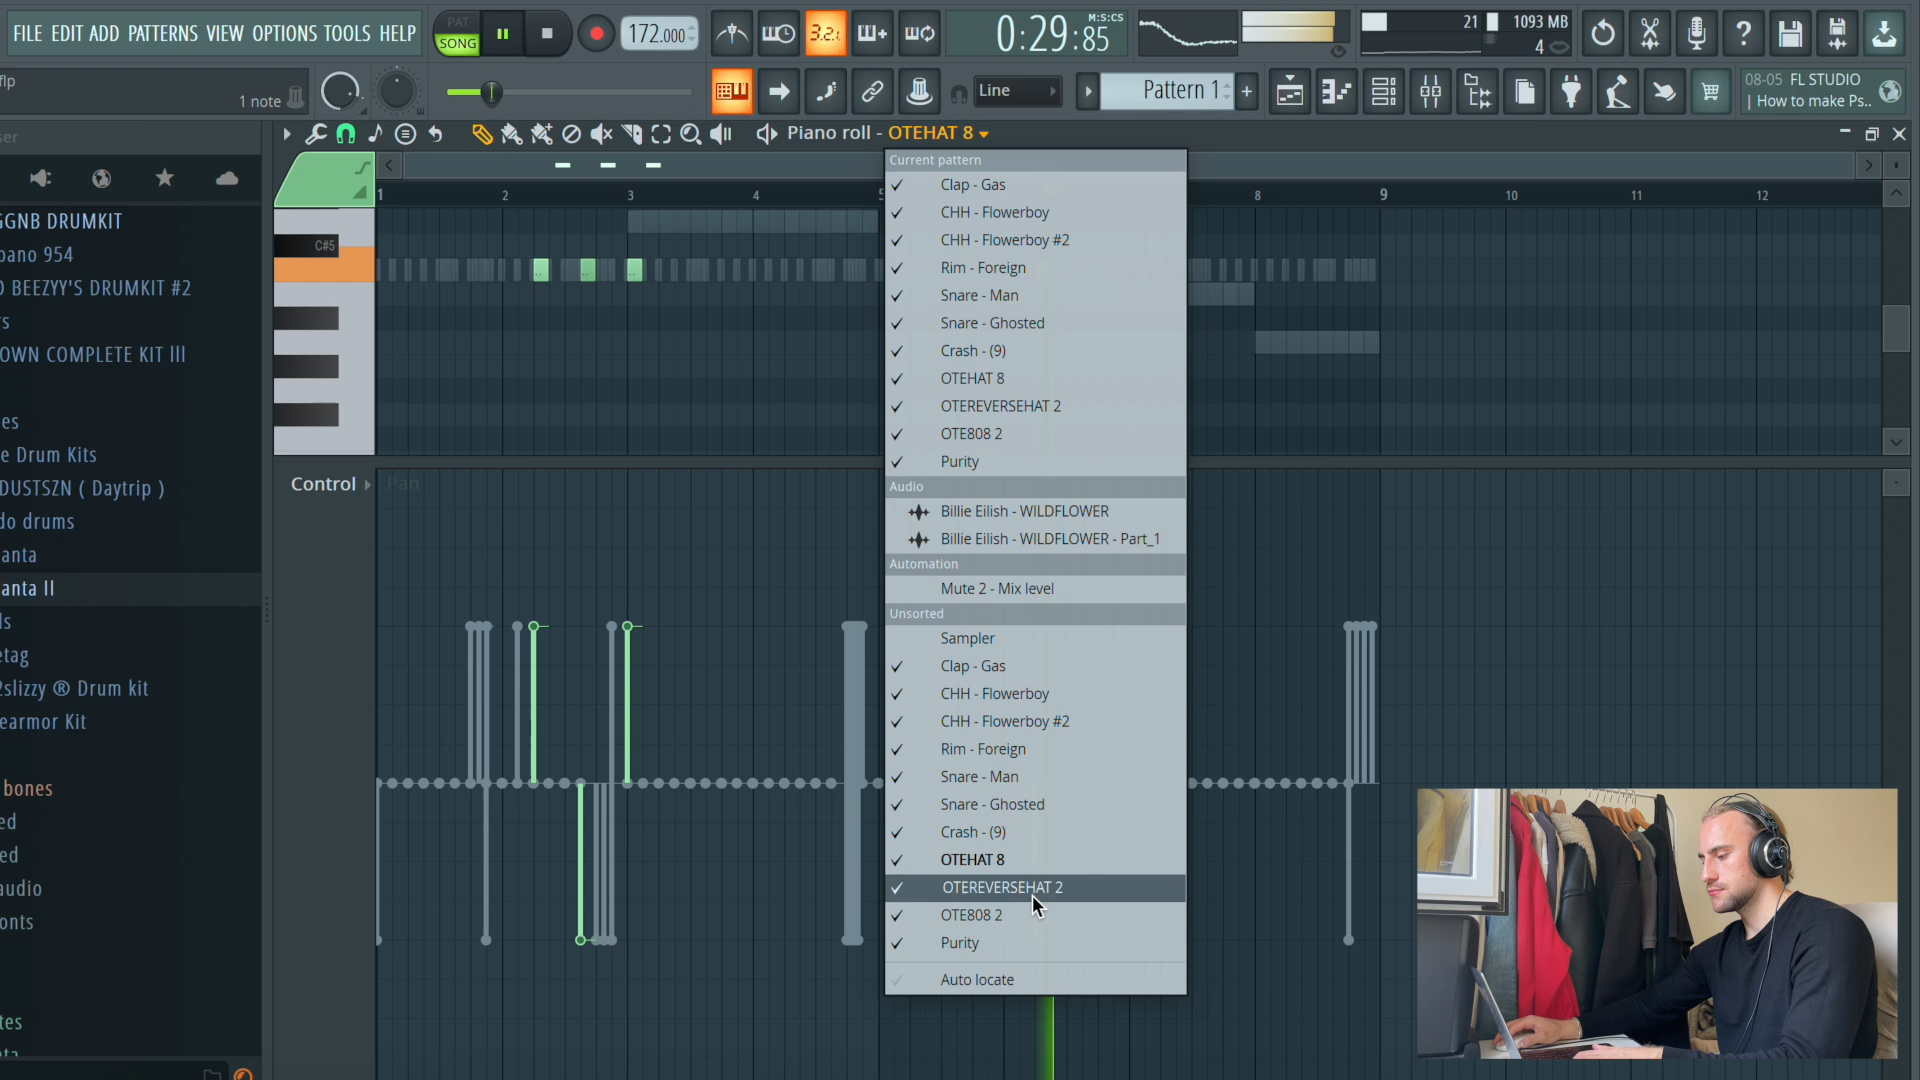 FILE EDIT ADD PATTERNS VIEW OPTIONS TOOLS HELP
PAT
SONG
172.000
3.2.
0:29:85
M:S:CS
21
1093 MB
4
flp
1 note
Line
Pattern 1
08-05 FL STUDIO
| How to make Ps..
ser
Piano roll - OTEHAT 8
1
2
3
4
5
8
9
10
11
12
C#5
GGNB DRUMKIT
pano 954
BEEZYY'S DRUMKIT #2
OWN COMPLETE KIT lll
es
e Drum Kits
DUSTSZN ( Daytrip )
do drums
anta
anta II
ls
etag
2slizzy ® Drum kit
earmor Kit
bones
ed
ed
audio
onts
tes
Control
Pan
Current pattern
Clap - Gas
CHH - Flowerboy
CHH - Flowerboy #2
Rim - Foreign
Snare - Man
Snare - Ghosted
Crash - (9)
OTEHAT 8
OTEREVERSEHAT 2
OTE808 2
Purity
Audio
Billie Eilish - WILDFLOWER
Billie Eilish - WILDFLOWER - Part_1
Automation
Mute 2 - Mix level
Unsorted
Sampler
Clap - Gas
CHH - Flowerboy
CHH - Flowerboy #2
Rim - Foreign
Snare - Man
Snare - Ghosted
Crash - (9)
OTEHAT 8
OTEREVERSEHAT 2
OTE808 2
Purity
Auto locate